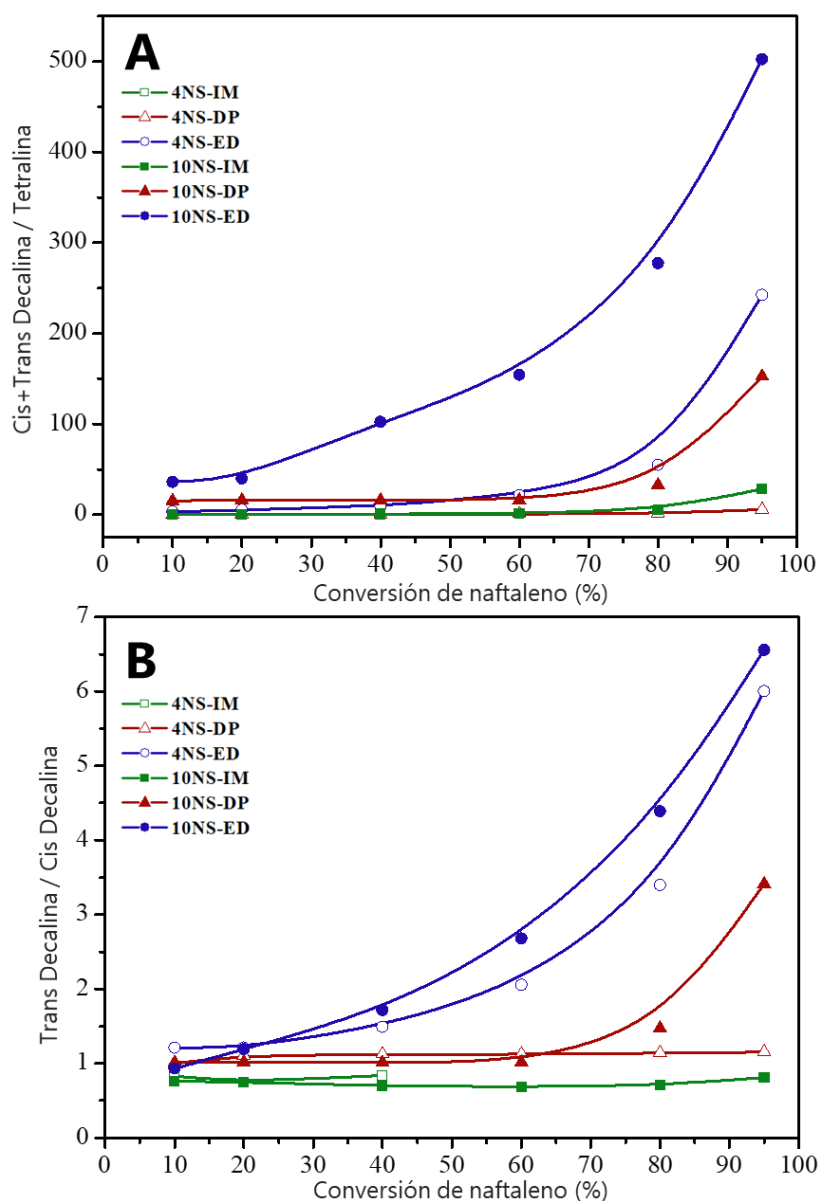 A
4NS-IM
4NS-DP
4NS-ED
10NS-IM
10NS-DP
10NS-ED
Cis+Trans Decalina / Tetralina
500
400
300
200
100
0
0 10 20 30 40 50 60 70 80 90 100
Conversión de naftaleno (%)
B
4NS-IM
4NS-DP
4NS-ED
10NS-IM
10NS-DP
10NS-ED
Trans Decalina / Cis Decalina
7
6
5
4
3
2
1
0
0 10 20 30 40 50 60 70 80 90 100
Conversión de naftaleno (%)